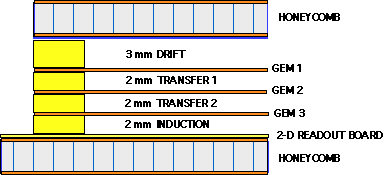 HONEYCOMB
3 mm DRIFT
GEM 1
2 mm TRANSFER 1
GEM 2
2 mm TRANSFER 2
GEM 3
2 mm INDUCTION
2-D READOUT BOARD
HONEYCOMB